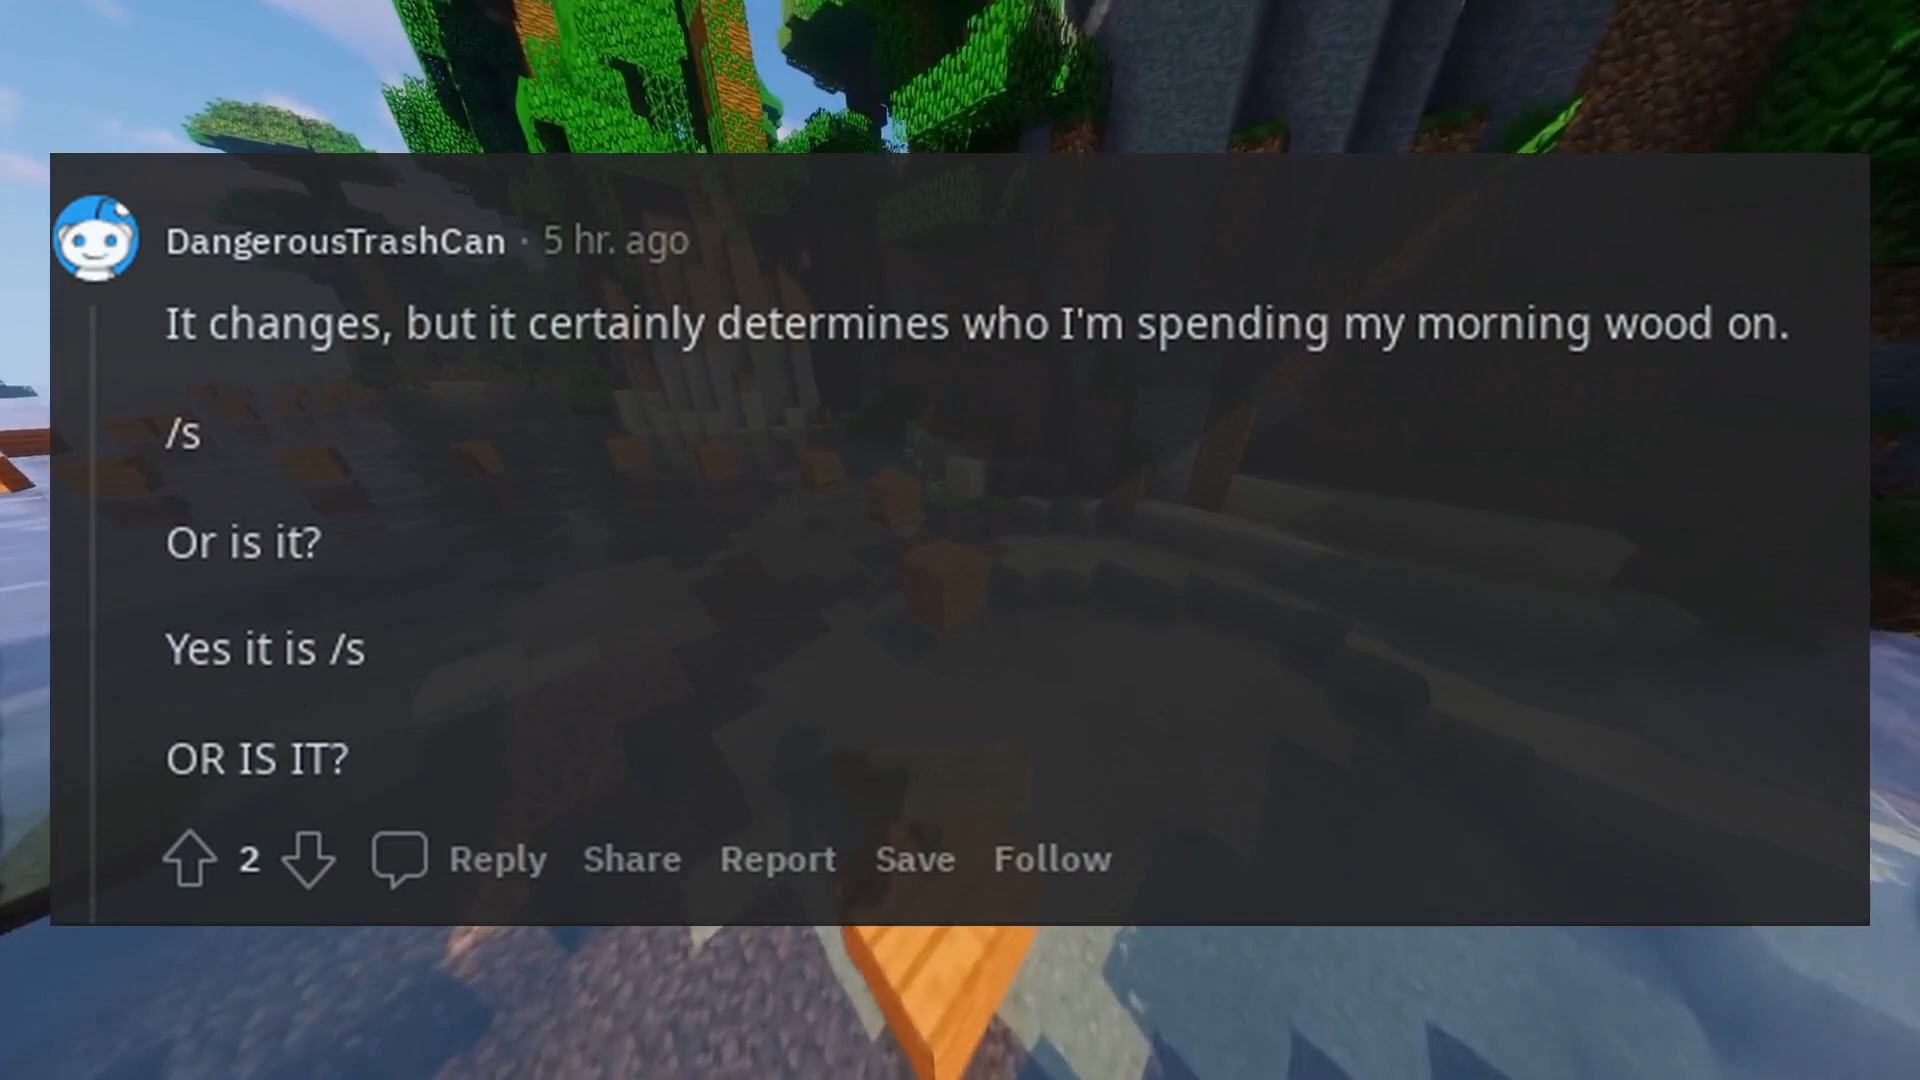 DangerousTrashCan · 5 hr. ago
It changes, but it certainly determines who I'm spending my morning wood on.
/s
Or is it?
Yes it is /s
OR IS IT?
2 Reply Share Report Save Follow